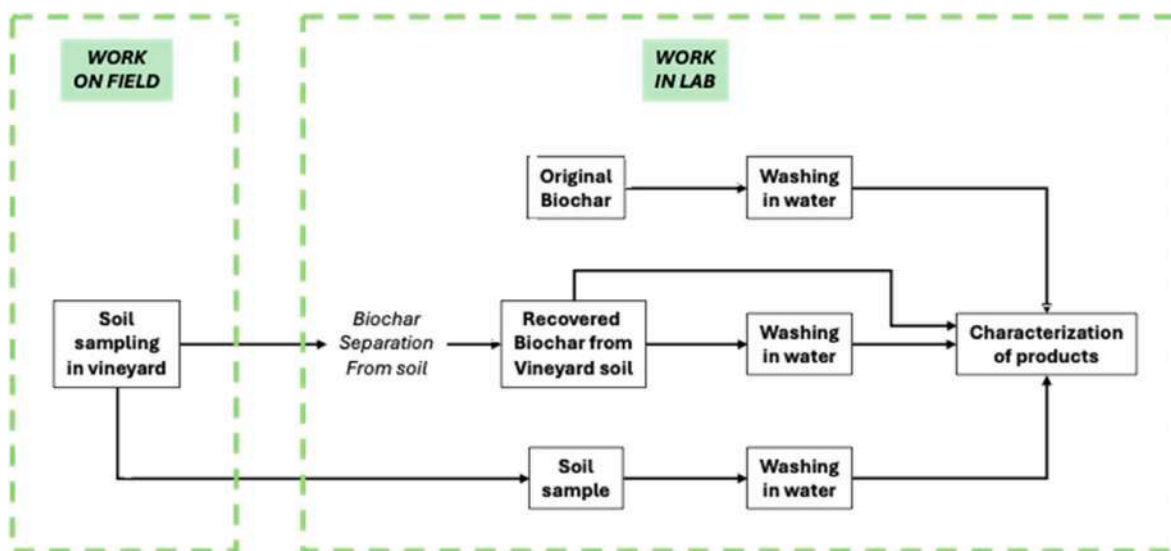 WORK
ON FIELD
WORK
IN LAB
Original
Biochar
Washing
in water
Soil
sampling
in vineyard
Biochar
Separation
From soil
Recovered
Biochar from
Vineyard soil
Washing
in water
Characterization
of products
Soil
sample
Washing
in water